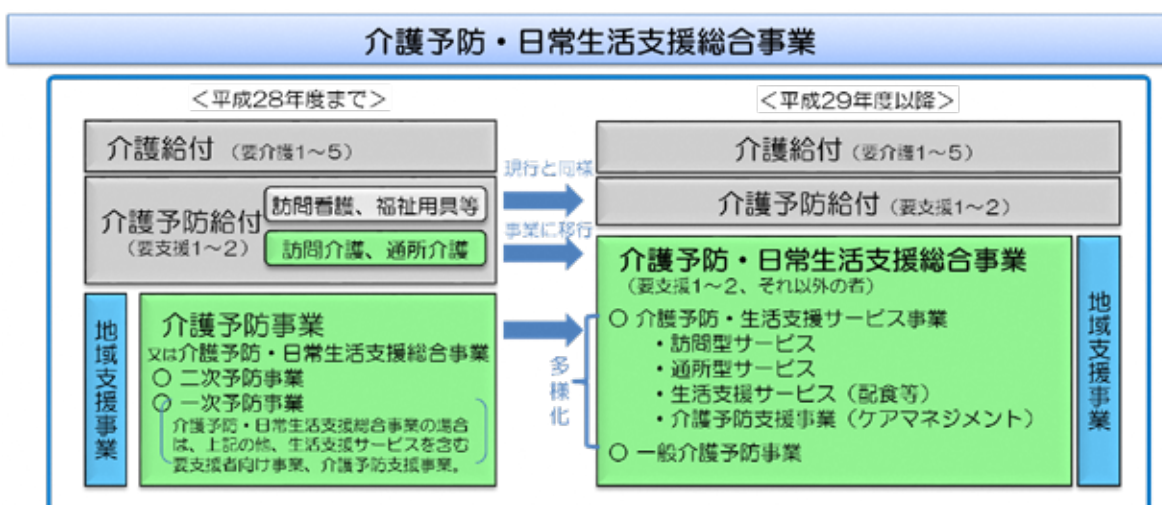 介護予防・日常生活支援総合事業
＜平成28年度まで＞
介護給付（要介護1～5）
介護予防給付
（要支援1～2）
訪問看護、福祉用具等
訪問介護、通所介護
地域支援事業
介護予防事業
又は介護予防・日常生活支援総合事業
○ 二次予防事業
○ 一次予防事業
介護予防・日常生活支援総合事業の場合
は、上記の他、生活支援サービスを含む
要支援者向け事業、介護予防支援事業。
現行と同様
事業に移行
多様化
＜平成29年度以降＞
介護給付（要介護1～5）
介護予防給付（要支援1～2）
介護予防・日常生活支援総合事業
（要支援1～2、それ以外の者）
○ 介護予防・生活支援サービス事業
・訪問型サービス
・通所型サービス
・生活支援サービス（配食等）
・介護予防支援事業（ケアマネジメント）
○ 一般介護予防事業
地域支援事業